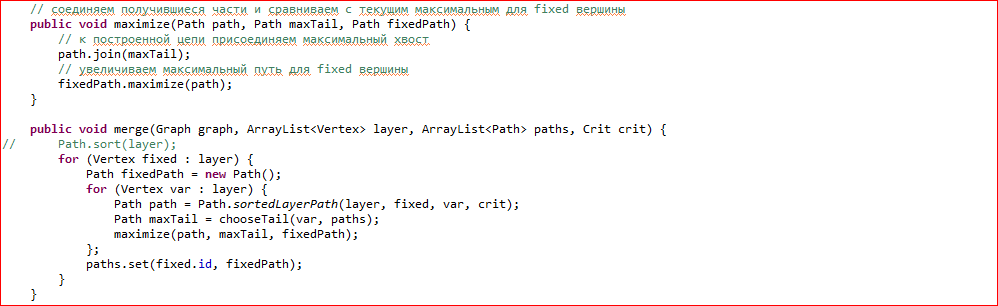 // соединяем получившиеся части и сравниваем с текущим максимальным для fixed вершины
public void maximize(Path path, Path maxTail, Path fixedPath) {
// к построенной цепи присоединяем максимальный хвост
path.join(maxTail);
// увеличиваем максимальный путь для fixed вершины
fixedPath.maximize(path);
}
public void merge(Graph graph, ArrayList<Vertex> layer, ArrayList<Path> paths, Crit crit) {
// Path.sort(layer);
for (Vertex fixed : layer) {
Path fixedPath = new Path();
for (Vertex var : layer) {
Path path = Path.sortedLayerPath(layer, fixed, var, crit);
Path maxTail = chooseTail(var, paths);
maximize(path, maxTail, fixedPath);
};
paths.set(fixed.id, fixedPath);
}
}